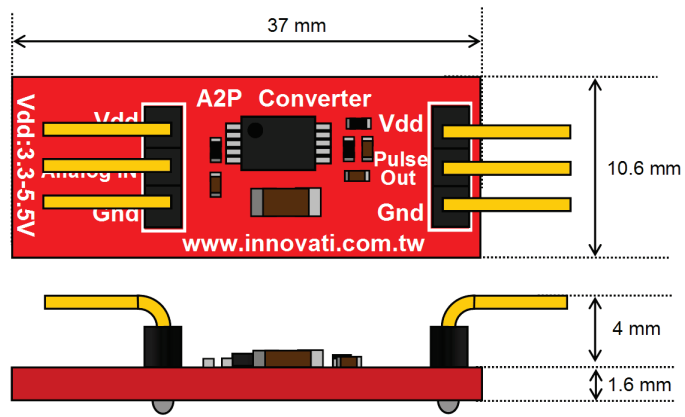 37 mm
A2P Converter
Vdd:3.3-5.5V
Vdd
Analog IN
Gnd
Vdd
Pulse
Out
Gnd
www.innovati.com.tw
10.6 mm
4 mm
1.6 mm